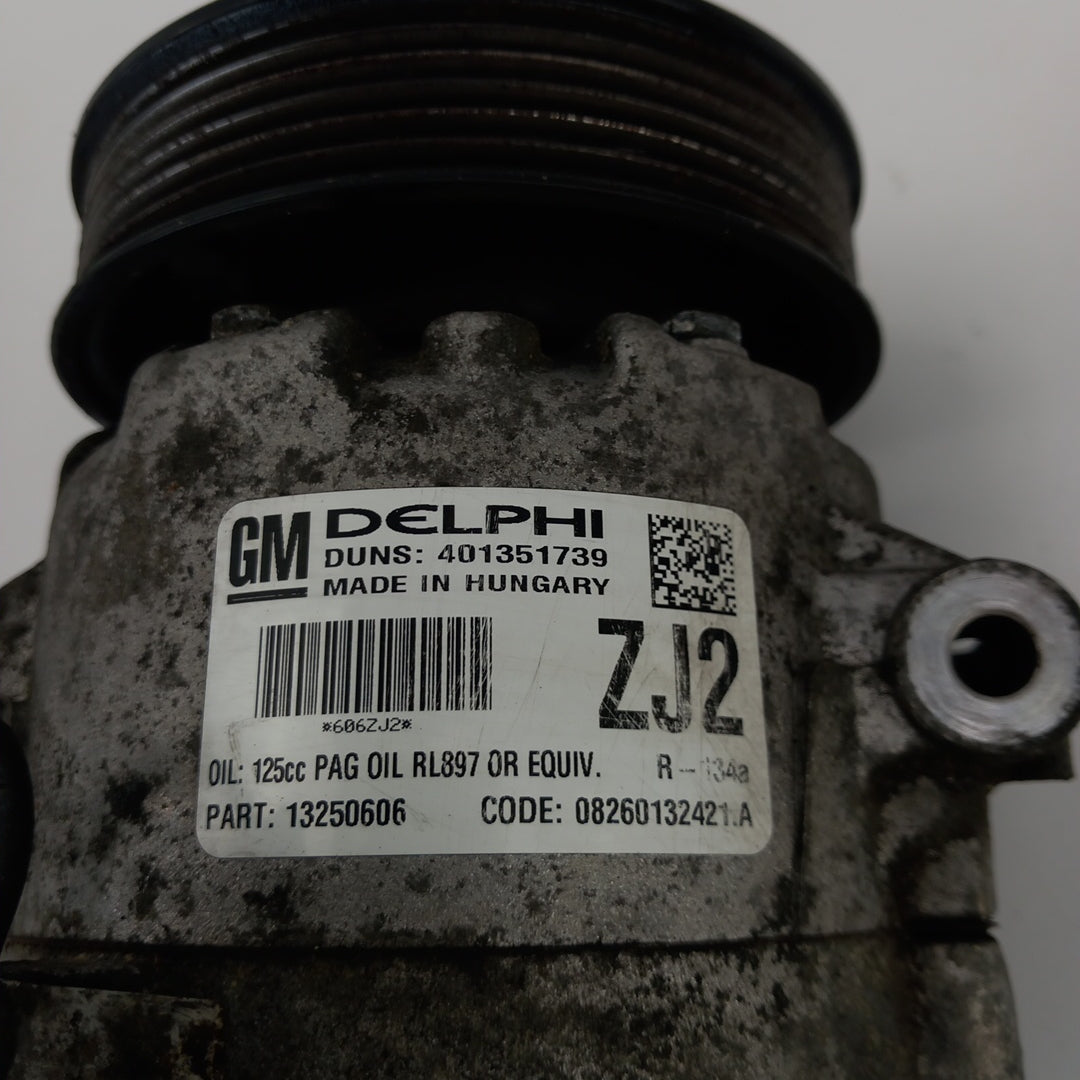 GM DELPHI
DUNS: 401351739
MADE IN HUNGARY
ZJ2
*606ZJ2*
OIL: 125cc PAG OIL RL897 OR EQUIV. R-134a
PART: 13250606 CODE: 08260132421.A